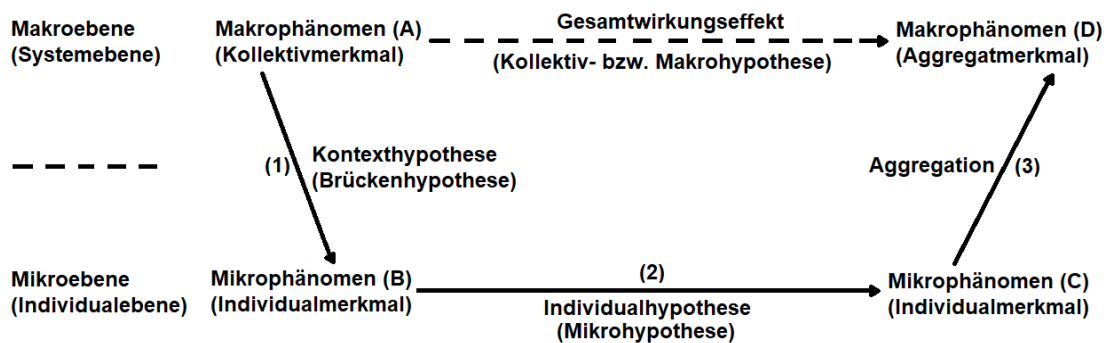 Makroebene
(Systemebene)
Makrophänomen (A)
(Kollektivmerkmal)
Gesamtwirkungseffekt
(Kollektiv- bzw. Makrohypothese)
Makrophänomen (D)
(Aggregatmerkmal)
(1)
Kontexthypothese
(Brückenhypothese)
Aggregation
(3)
Mikroebene
(Individualebene)
Mikrophänomen (B)
(Individualmerkmal)
(2)
Individualhypothese
(Mikrohypothese)
Mikrophänomen (C)
(Individualmerkmal)